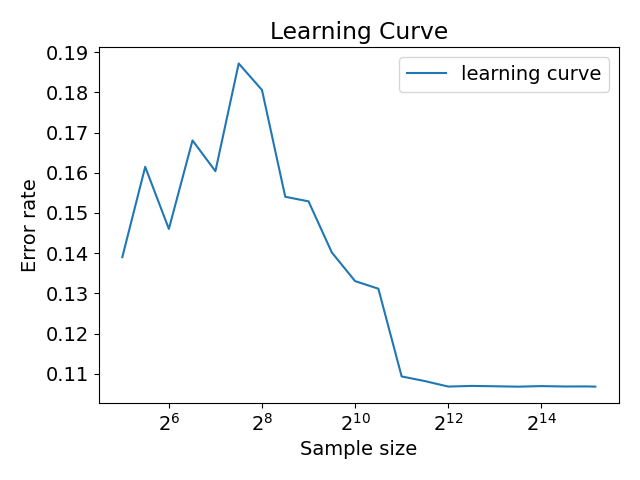 Learning Curve
learning curve
Error rate
0.19
0.18
0.17
0.16
0.15
0.14
0.13
0.12
0.11
2^6 2^8 2^10 2^12 2^14
Sample size